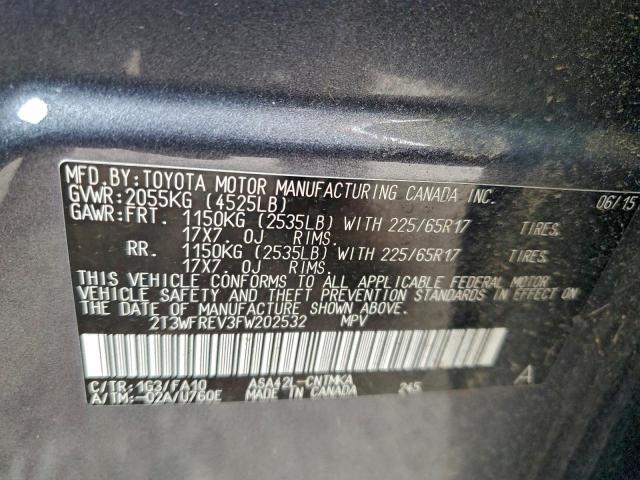 MFD.BY:TOYOTA MOTOR MANUFACTURING CANADA INC. 06/15
GVWR:2055KG (4525LB)
GAWR:FRT. 1150KG (2535LB) WITH 225/65R17 TIRES.
17X7.0J RIMS.
RR. 1150KG (2535LB) WITH 225/65R17 TIRES.
17X7.0J RIMS.
THIS VEHICLE CONFORMS TO ALL APPLICABLE FEDERAL MOTOR
VEHICLE SAFETY AND THEFT PREVENTION STANDARDS IN EFFECT ON
THE DATE OF MANUFACTURE SHOWN ABOVE.
2T3WFREV3FW202532 MPV
C/TR:1G3/FA10 ASA42L-CNTMKA 245 A
A/TM:-02A/U760E MADE IN CANADA